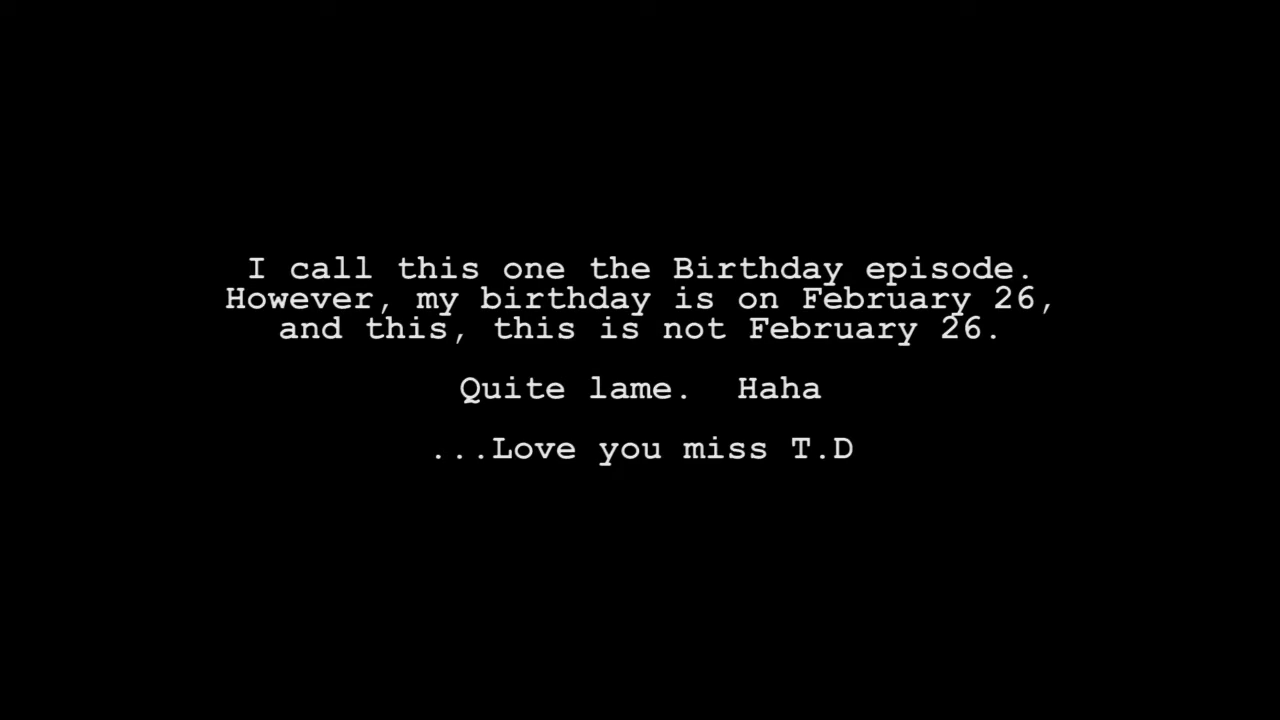 I call this one the Birthday episode.
However, my birthday is on February 26,
and this, this is not February 26.
Quite lame.  Haha
...Love you miss T.D